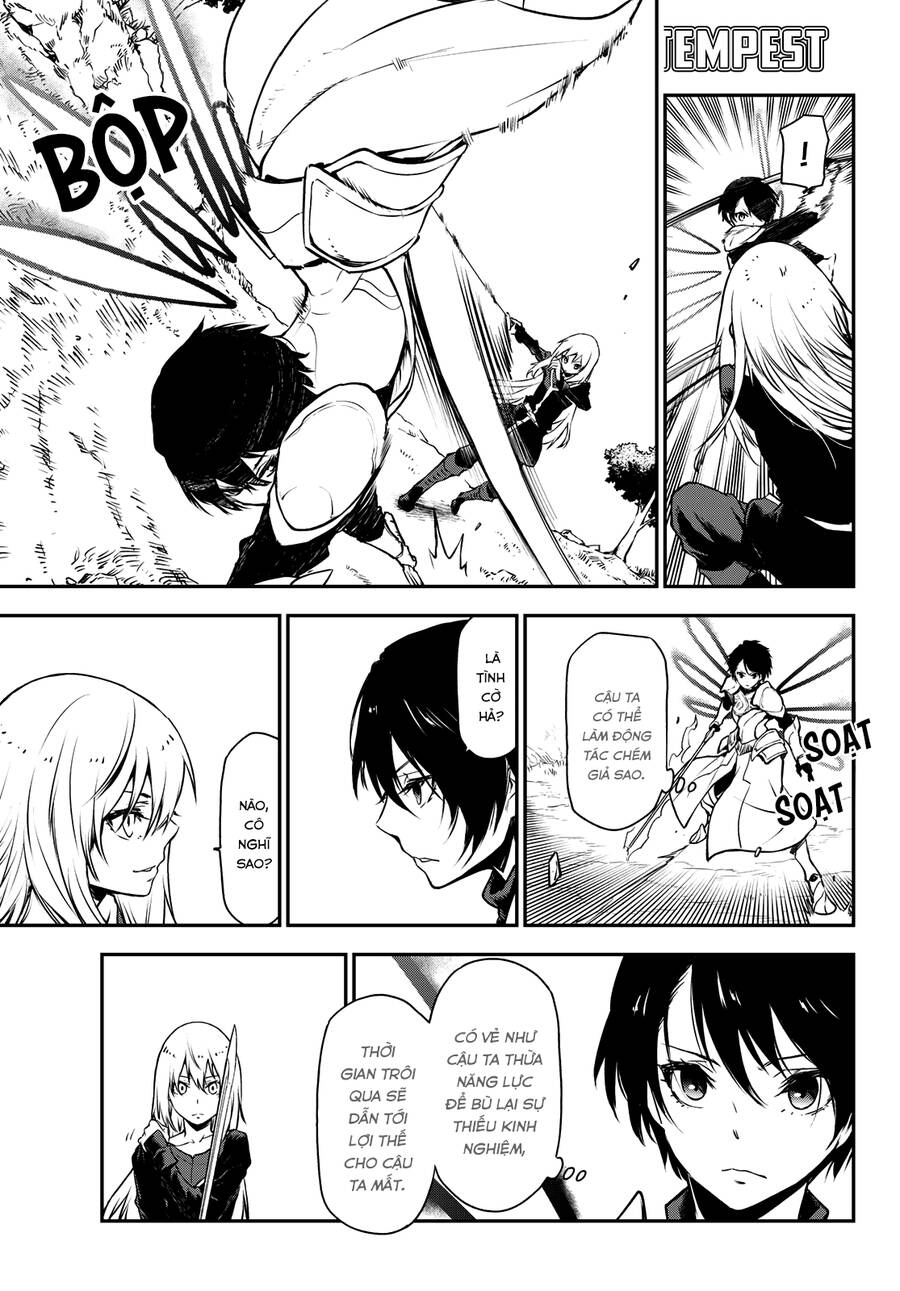 TEMPEST
!
BỘP
CẬU TA
CÓ THỂ
LÀM ĐỘNG
TÁC CHÉM
GIẢ SAO.
SOẠT
SOẠT
LÀ
TÌNH
CỜ
HẢ?
NÀO,
CÔ
NGHĨ
SAO?
CÓ VẺ NHƯ
CẬU TA THỪA
NĂNG LỰC
ĐỂ BÙ LẠI SỰ
THIẾU KINH
NGHIỆM,
THỜI
GIAN TRÔI
QUA SẼ
DẪN TỚI
LỢI THẾ
CHO CẬU
TA MẤT.